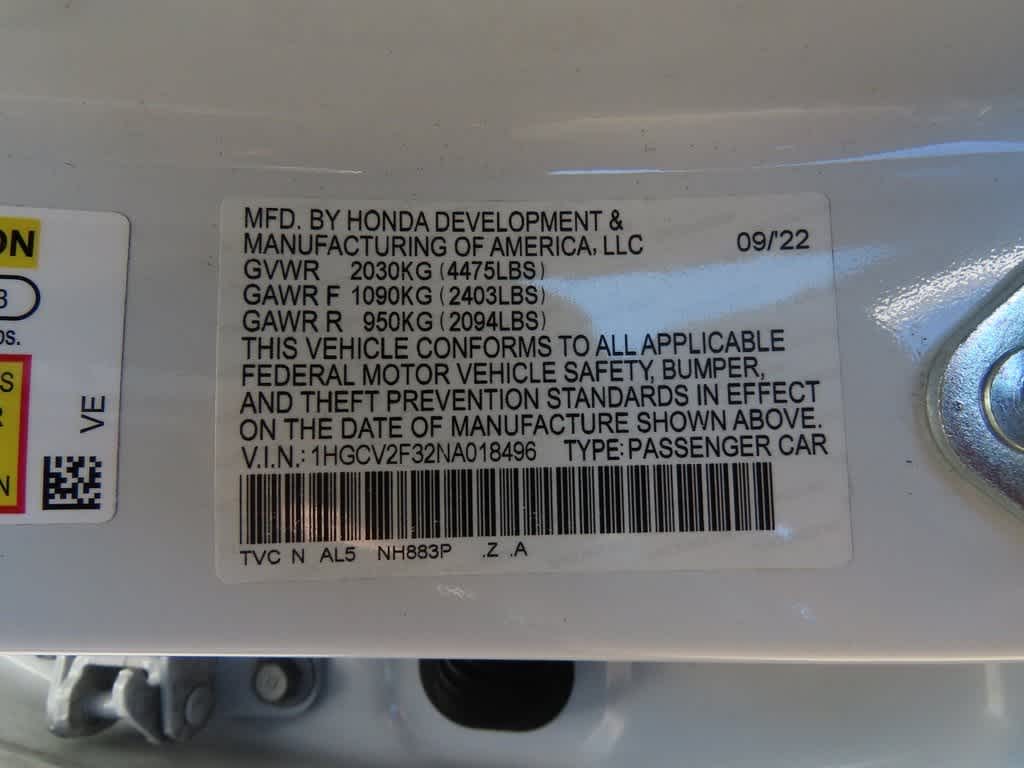 MFD. BY HONDA DEVELOPMENT &
MANUFACTURING OF AMERICA, LLC 09/'22
GVWR 2030KG (4475LBS)
GAWR F 1090KG (2403LBS)
GAWR R 950KG (2094LBS)
THIS VEHICLE CONFORMS TO ALL APPLICABLE
FEDERAL MOTOR VEHICLE SAFETY, BUMPER,
AND THEFT PREVENTION STANDARDS IN EFFECT
ON THE DATE OF MANUFACTURE SHOWN ABOVE.
V.I.N.: 1HGCV2F32NA018496 TYPE: PASSENGER CAR
TVC N AL5 NH883P .Z .A
VE